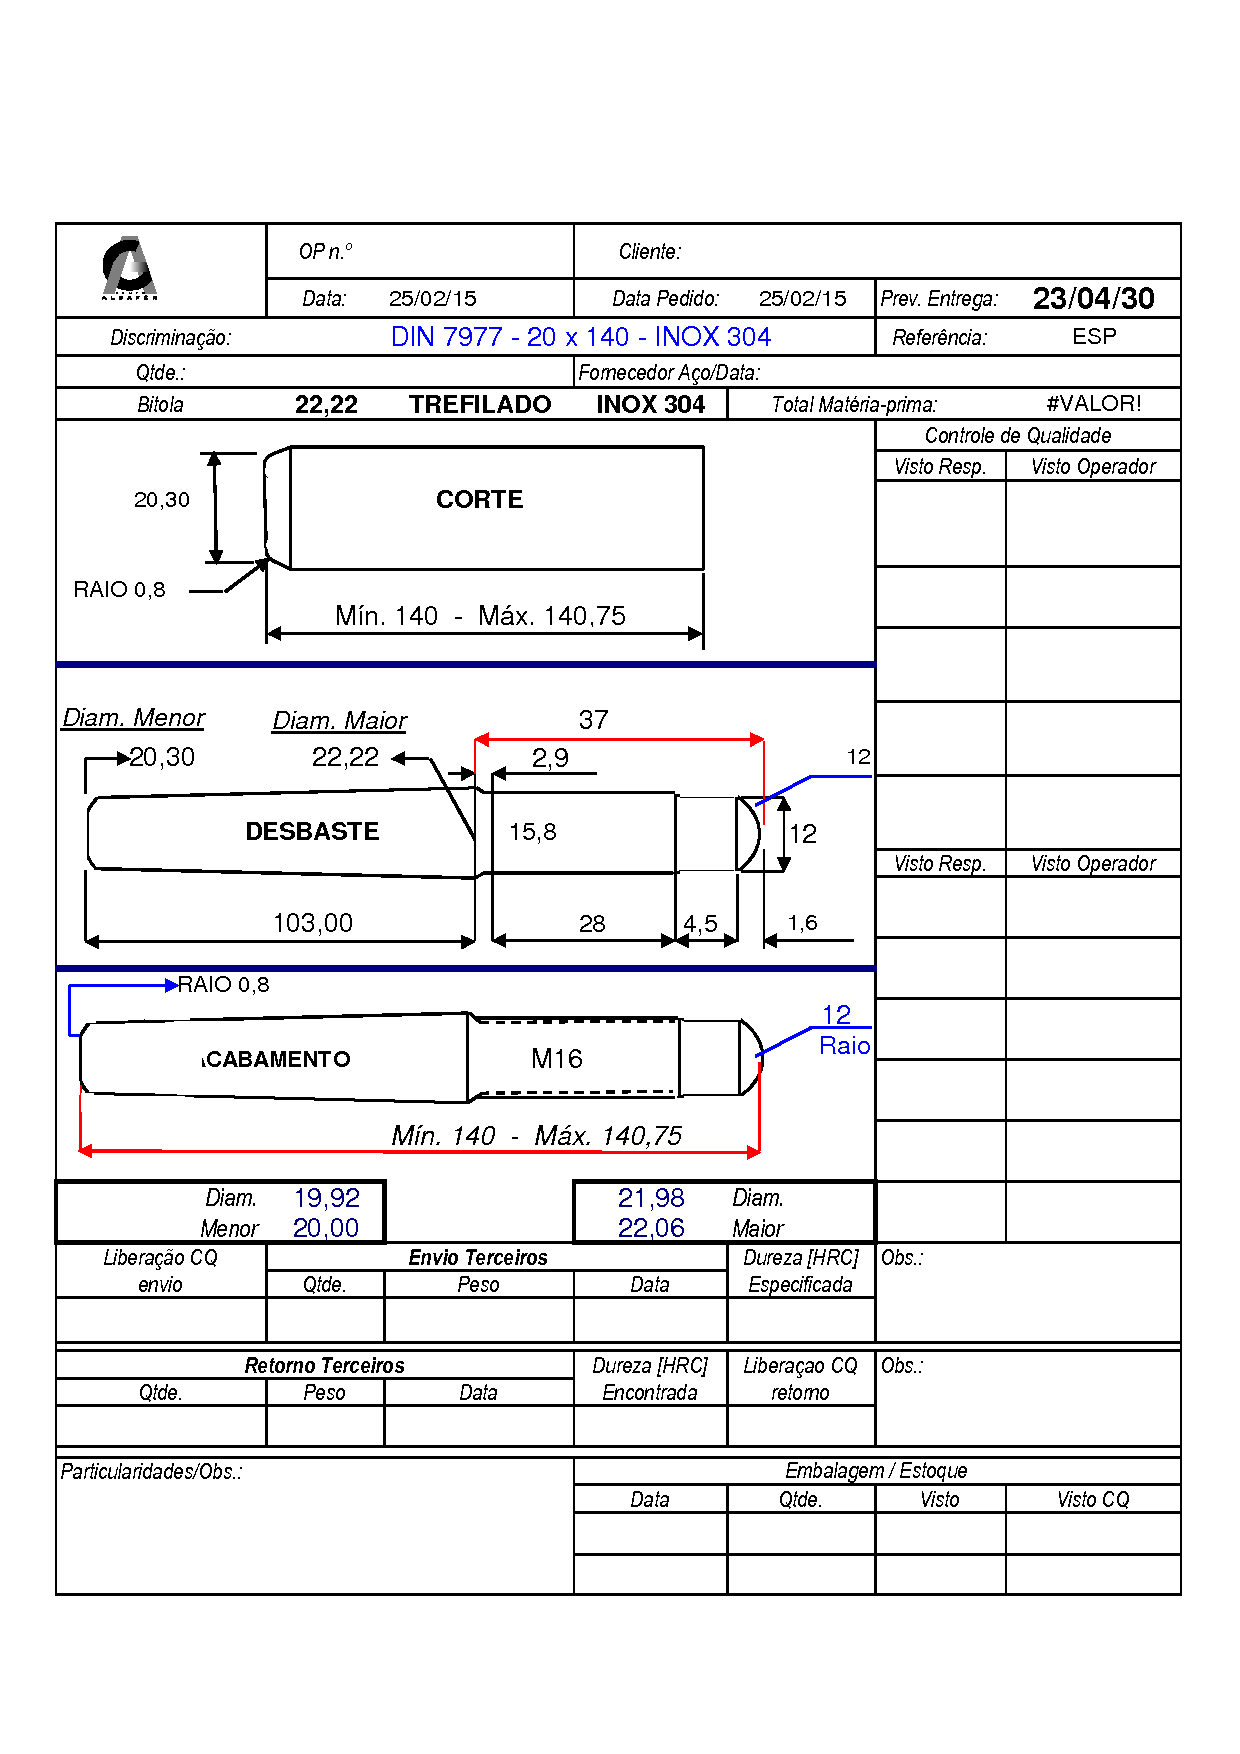 ALBAFER
OP n.º Cliente:
Data: 25/02/15 Data Pedido: 25/02/15 Prev. Entrega: 23/04/30
Discriminação: DIN 7977 - 20 x 140 - INOX 304 Referência: ESP
Qtde.: Fornecedor Aço/Data:
Bitola 22,22 TREFILADO INOX 304 Total Matéria-prima: #VALOR!
Controle de Qualidade
Visto Resp. Visto Operador
20,30 CORTE
RAIO 0,8
Mín. 140 - Máx. 140,75
Diam. Menor Diam. Maior 37
20,30 22,22 2,9 12
DESBASTE 15,8 12
Visto Resp. Visto Operador
103,00 28 4,5 1,6
RAIO 0,8
12
Raio
ACABAMENTO M16
Mín. 140 - Máx. 140,75
Diam. 19,92 21,98 Diam.
Menor 20,00 22,06 Maior
Liberação CQ Envio Terceiros Dureza [HRC] Obs.:
envio Qtde. Peso Data Especificada
Retorno Terceiros Dureza [HRC] Liberaçao CQ Obs.:
Qtde. Peso Data Encontrada retorno
Particularidades/Obs.: Embalagem / Estoque
Data Qtde. Visto Visto CQ